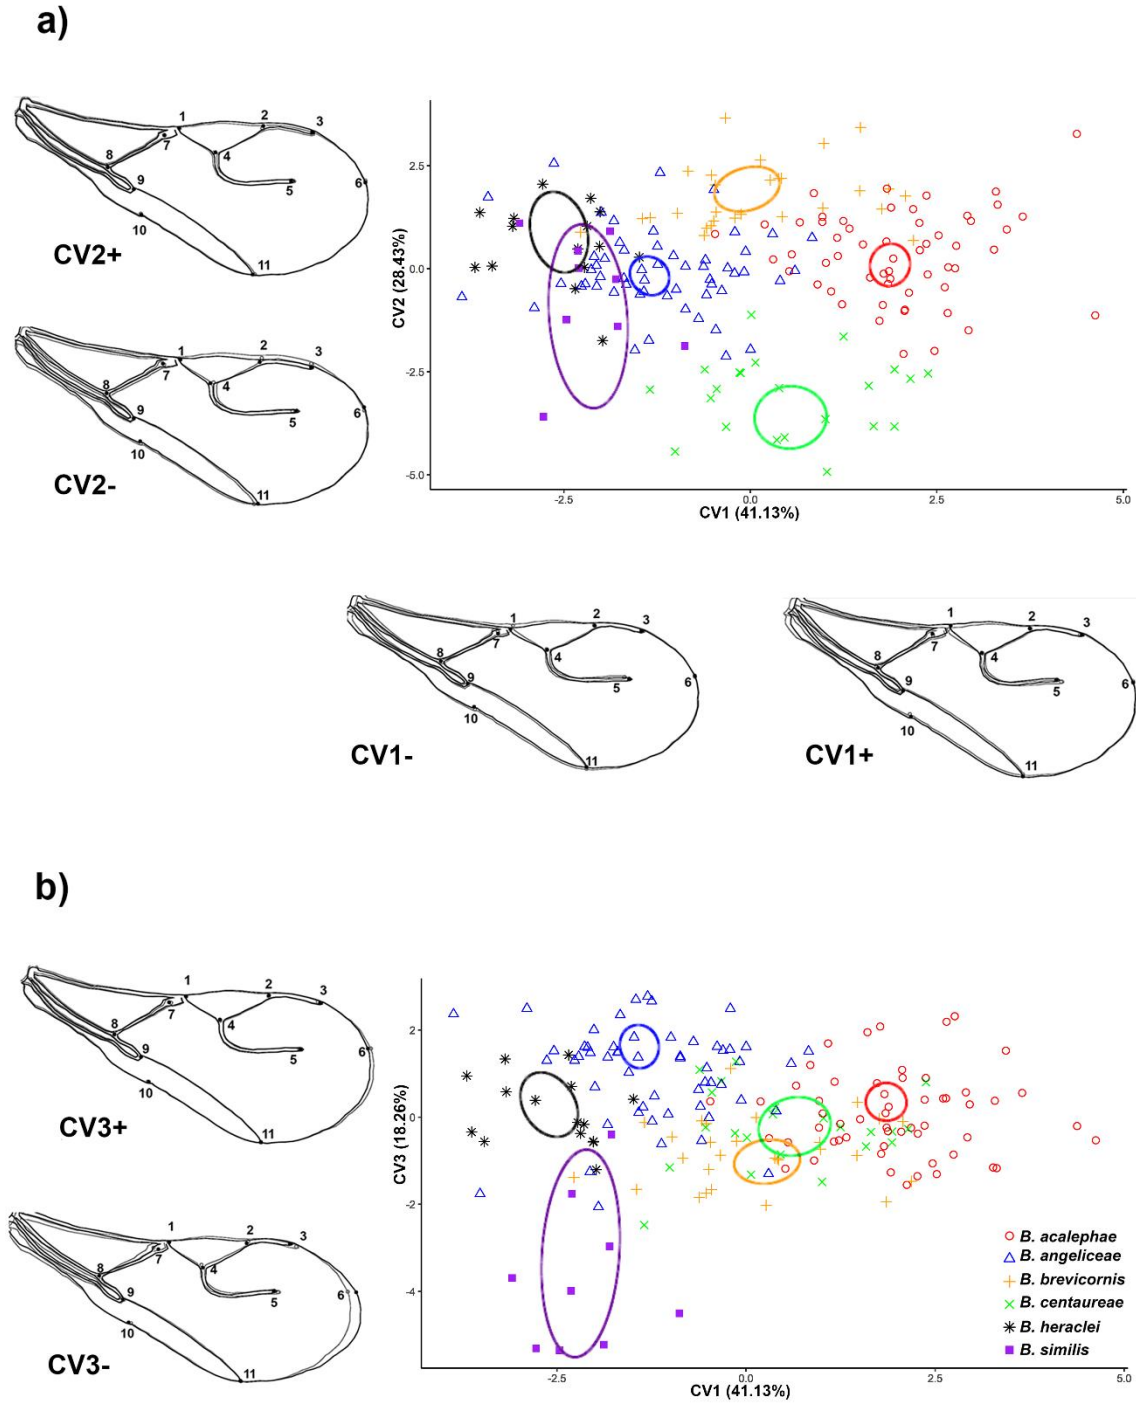 a)
1 2 3 4 5 6 7 8 9 10 11
CV2+
1 2 3 4 5 6 7 8 9 10 11
CV2-
CV2 (28.43%)
2.5
0.0
-2.5
-5.0
-2.5 0.0 2.5 5.0
CV1 (41.13%)
1 2 3 4 5 6 7 8 9 10 11
CV1-
1 2 3 4 5 6 7 8 9 10 11
CV1+
b)
1 2 3 4 5 6 7 8 9 10 11
CV3+
1 2 3 4 5 6 7 8 9 10 11
CV3-
CV3 (18.26%)
2
0
-2
-4
-2.5 0.0 2.5 5.0
CV1 (41.13%)
B. acalephae
B. angeliceae
B. brevicornis
B. centaureae
B. heraclei
B. similis